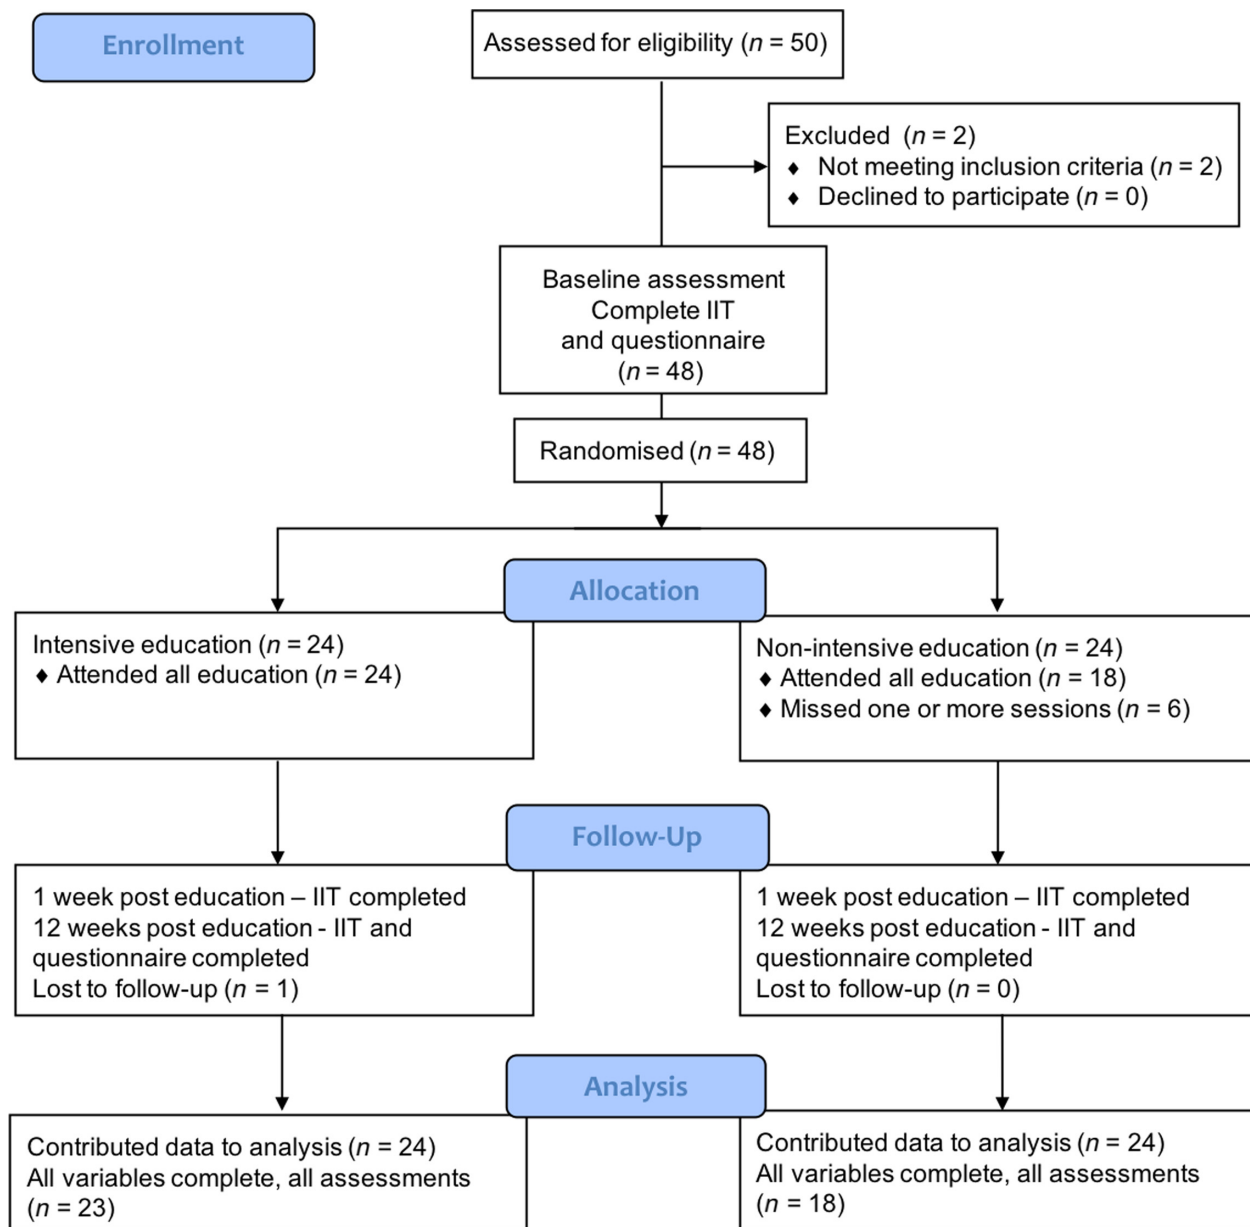 Enrollment
Assessed for eligibility (n = 50)
Excluded (n = 2)
♦ Not meeting inclusion criteria (n = 2)
♦ Declined to participate (n = 0)
Baseline assessment
Complete IIT
and questionnaire
(n = 48)
Randomised (n = 48)
Allocation
Intensive education (n = 24)
♦ Attended all education (n = 24)
Non-intensive education (n = 24)
♦ Attended all education (n = 18)
♦ Missed one or more sessions (n = 6)
Follow-Up
1 week post education – IIT completed
12 weeks post education - IIT and
questionnaire completed
Lost to follow-up (n = 1)
1 week post education – IIT completed
12 weeks post education - IIT and
questionnaire completed
Lost to follow-up (n = 0)
Analysis
Contributed data to analysis (n = 24)
All variables complete, all assessments
(n = 23)
Contributed data to analysis (n = 24)
All variables complete, all assessments
(n = 18)